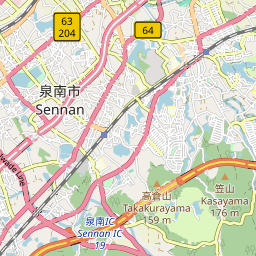 63
204
64
泉南市
Sennan
高倉山
Takakurayama
159 m
笠山
Kasayama
176 m
泉南IC
Sennan IC
19
Line